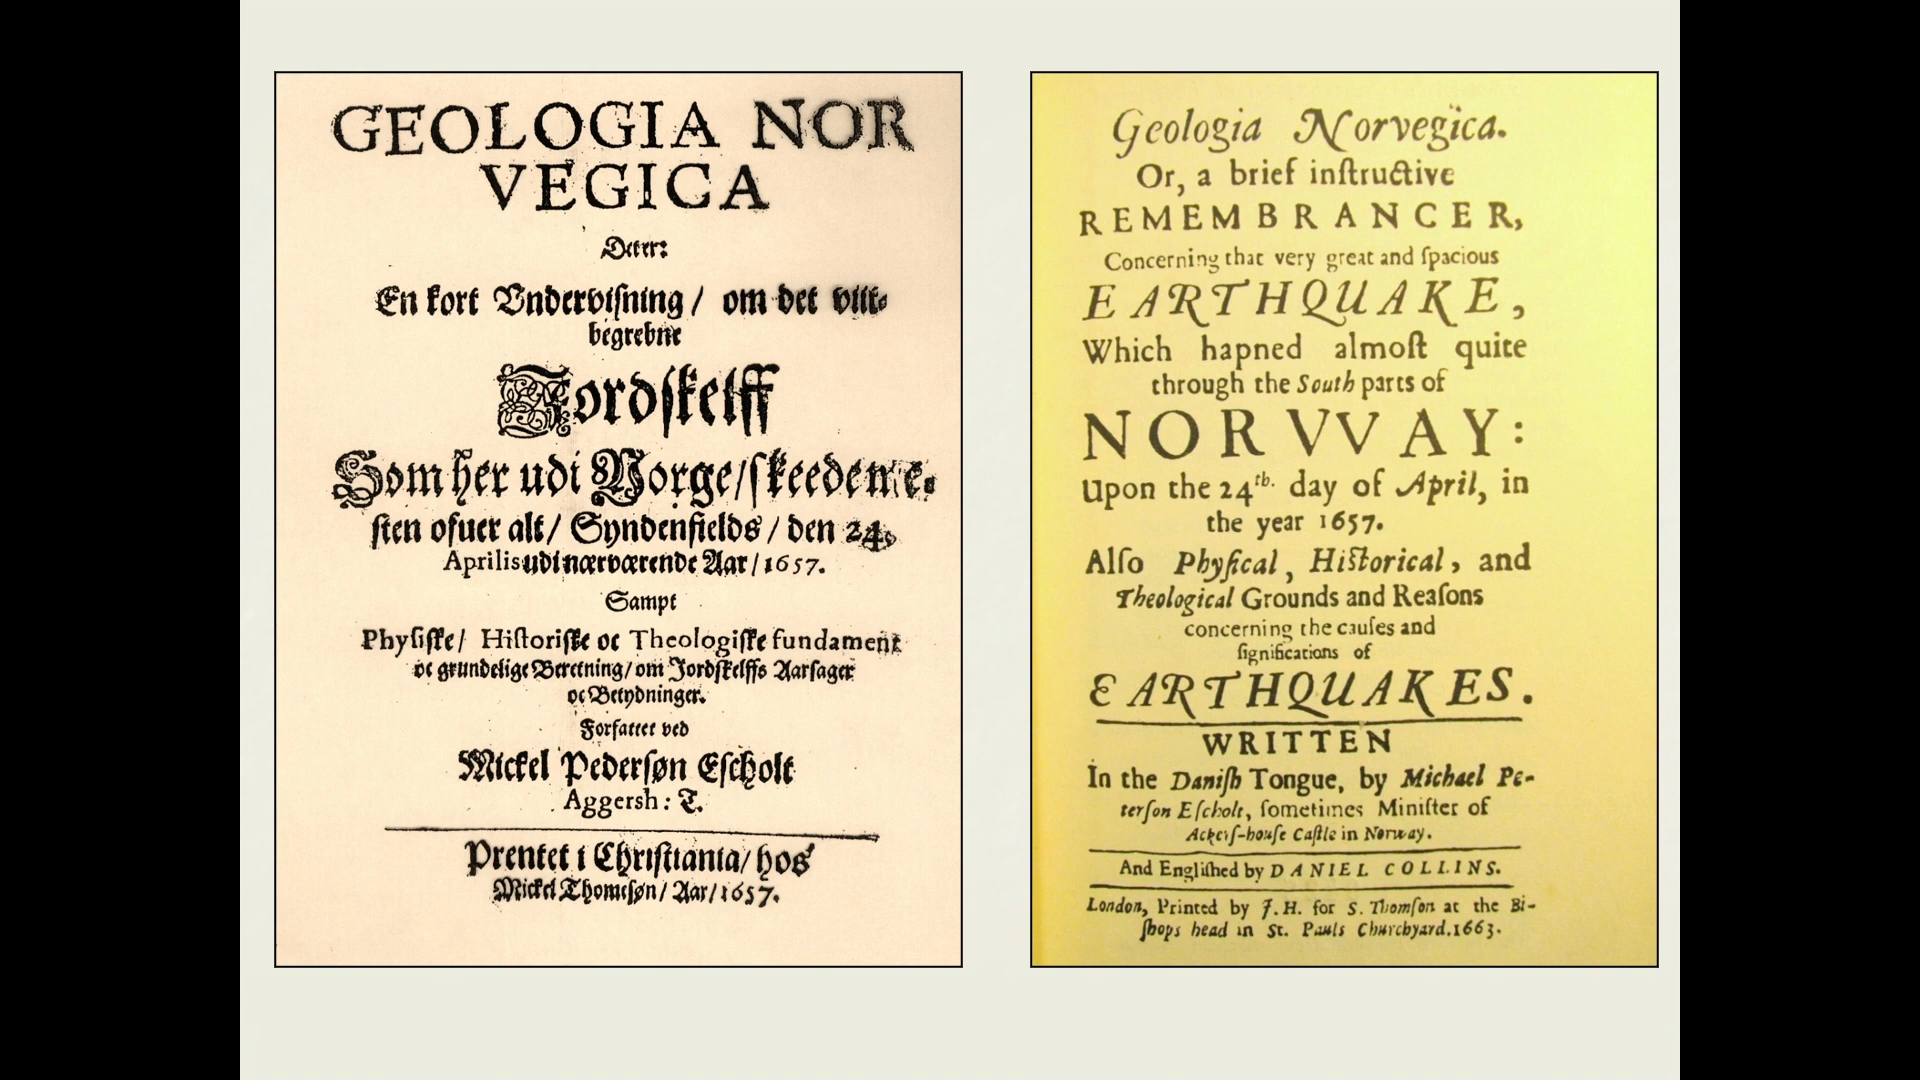 GEOLOGIA NOR
VEGICA
Det er:
En kort Vndervisning / om det viit-
begrebne
Jordskelff
Som her udi Norge/skeedeme-
sten ofuer alt/ Syndenfields / den 24.
Aprilis udi nærværende Aar / 1657.
Sampt
Physiske/ Historiske oc Theologiske fundament
oc grundelige Beretning/ om Jordskelffs Aarsager
oc Betydninger.
Forfattet ved
Mickel Pedersøn Escholt
Aggersh: T.
Prentet i Christiania/ hos
Mickel Thomesøn/ Aar/ 1657.
Geologia Norvegica.
Or, a brief inſtructive
REMEMBRANCER,
Concerning that very great and ſpacious
EARTHQUAKE,
Which hapned almoſt quite
through the South parts of
NORVVAY:
Upon the 24th. day of April, in
the year 1657.
Alſo Phyſical, Hiſtorical, and
Theological Grounds and Reaſons
concerning the cauſes and
ſignifications of
EARTHQUAKES.
WRITTEN
In the Daniſh Tongue, by Michael Pe-
terſon Eſcholt, ſometimes Miniſter of
Ackerſ-houſe Caſtle in Norway.
And Engliſhed by DANIEL COLLINS.
London, Printed by J. H. for S. Thomſon at the Bi-
ſhops head in St. Pauls Churchyard. 1663.